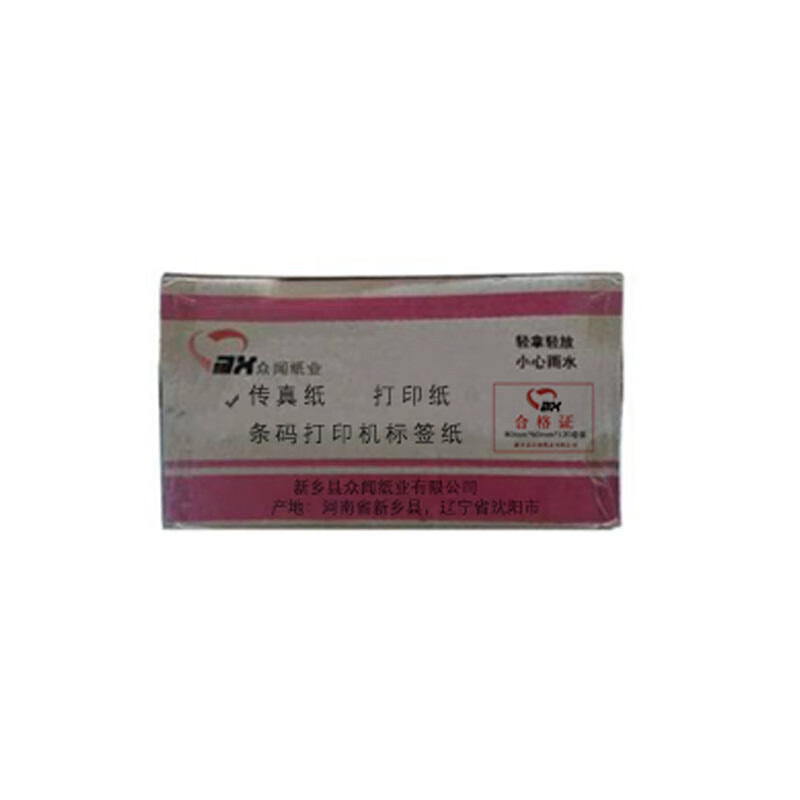 众闻纸业
轻拿轻放
小心雨水
传真纸 打印纸
条码打印机标签纸
合格证
新乡县众闻纸业有限公司
产地：河南省新乡县，辽宁省沈阳市